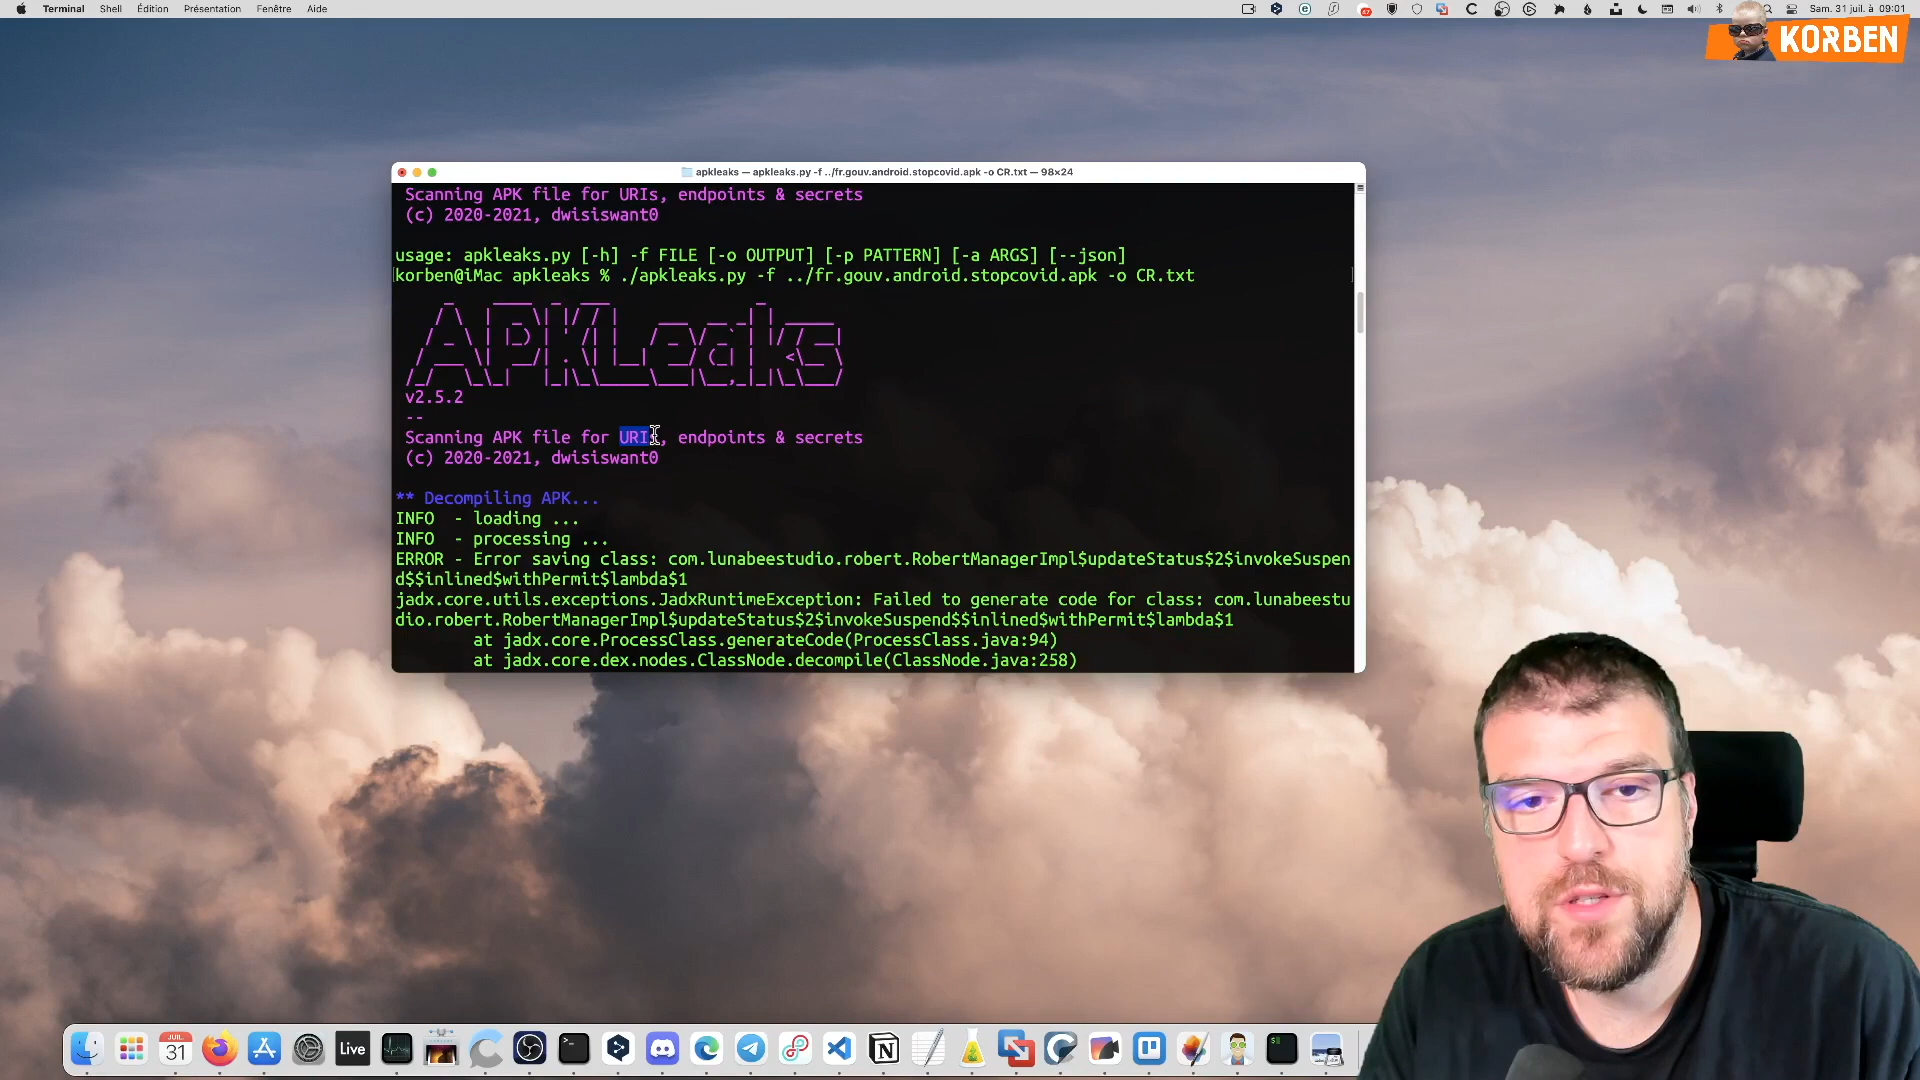 Terminal Shell Édition Présentation Fenêtre Aide
Sam. 31 juil. à 09:01
KORBEN
apkleaks — apkleaks.py -f ../fr.gouv.android.stopcovid.apk -o CR.txt — 98×24
Scanning APK file for URIs, endpoints & secrets
(c) 2020-2021, dwisiswant0
usage: apkleaks.py [-h] -f FILE [-o OUTPUT] [-p PATTERN] [-a ARGS] [--json]
korben@iMac apkleaks % ./apkleaks.py -f ../fr.gouv.android.stopcovid.apk -o CR.txt
APKLeaks
v2.5.2
--
Scanning APK file for URIs, endpoints & secrets
(c) 2020-2021, dwisiswant0
** Decompiling APK...
INFO - loading ...
INFO - processing ...
ERROR - Error saving class: com.lunabeestudio.robert.RobertManagerImpl$updateStatus$2$invokeSuspen
d$$inlined$withPermit$lambda$1
jadx.core.utils.exceptions.JadxRuntimeException: Failed to generate code for class: com.lunabeestu
dio.robert.RobertManagerImpl$updateStatus$2$invokeSuspend$$inlined$withPermit$lambda$1
at jadx.core.ProcessClass.generateCode(ProcessClass.java:94)
at jadx.core.dex.nodes.ClassNode.decompile(ClassNode.java:258)
JUIL.
31
Live